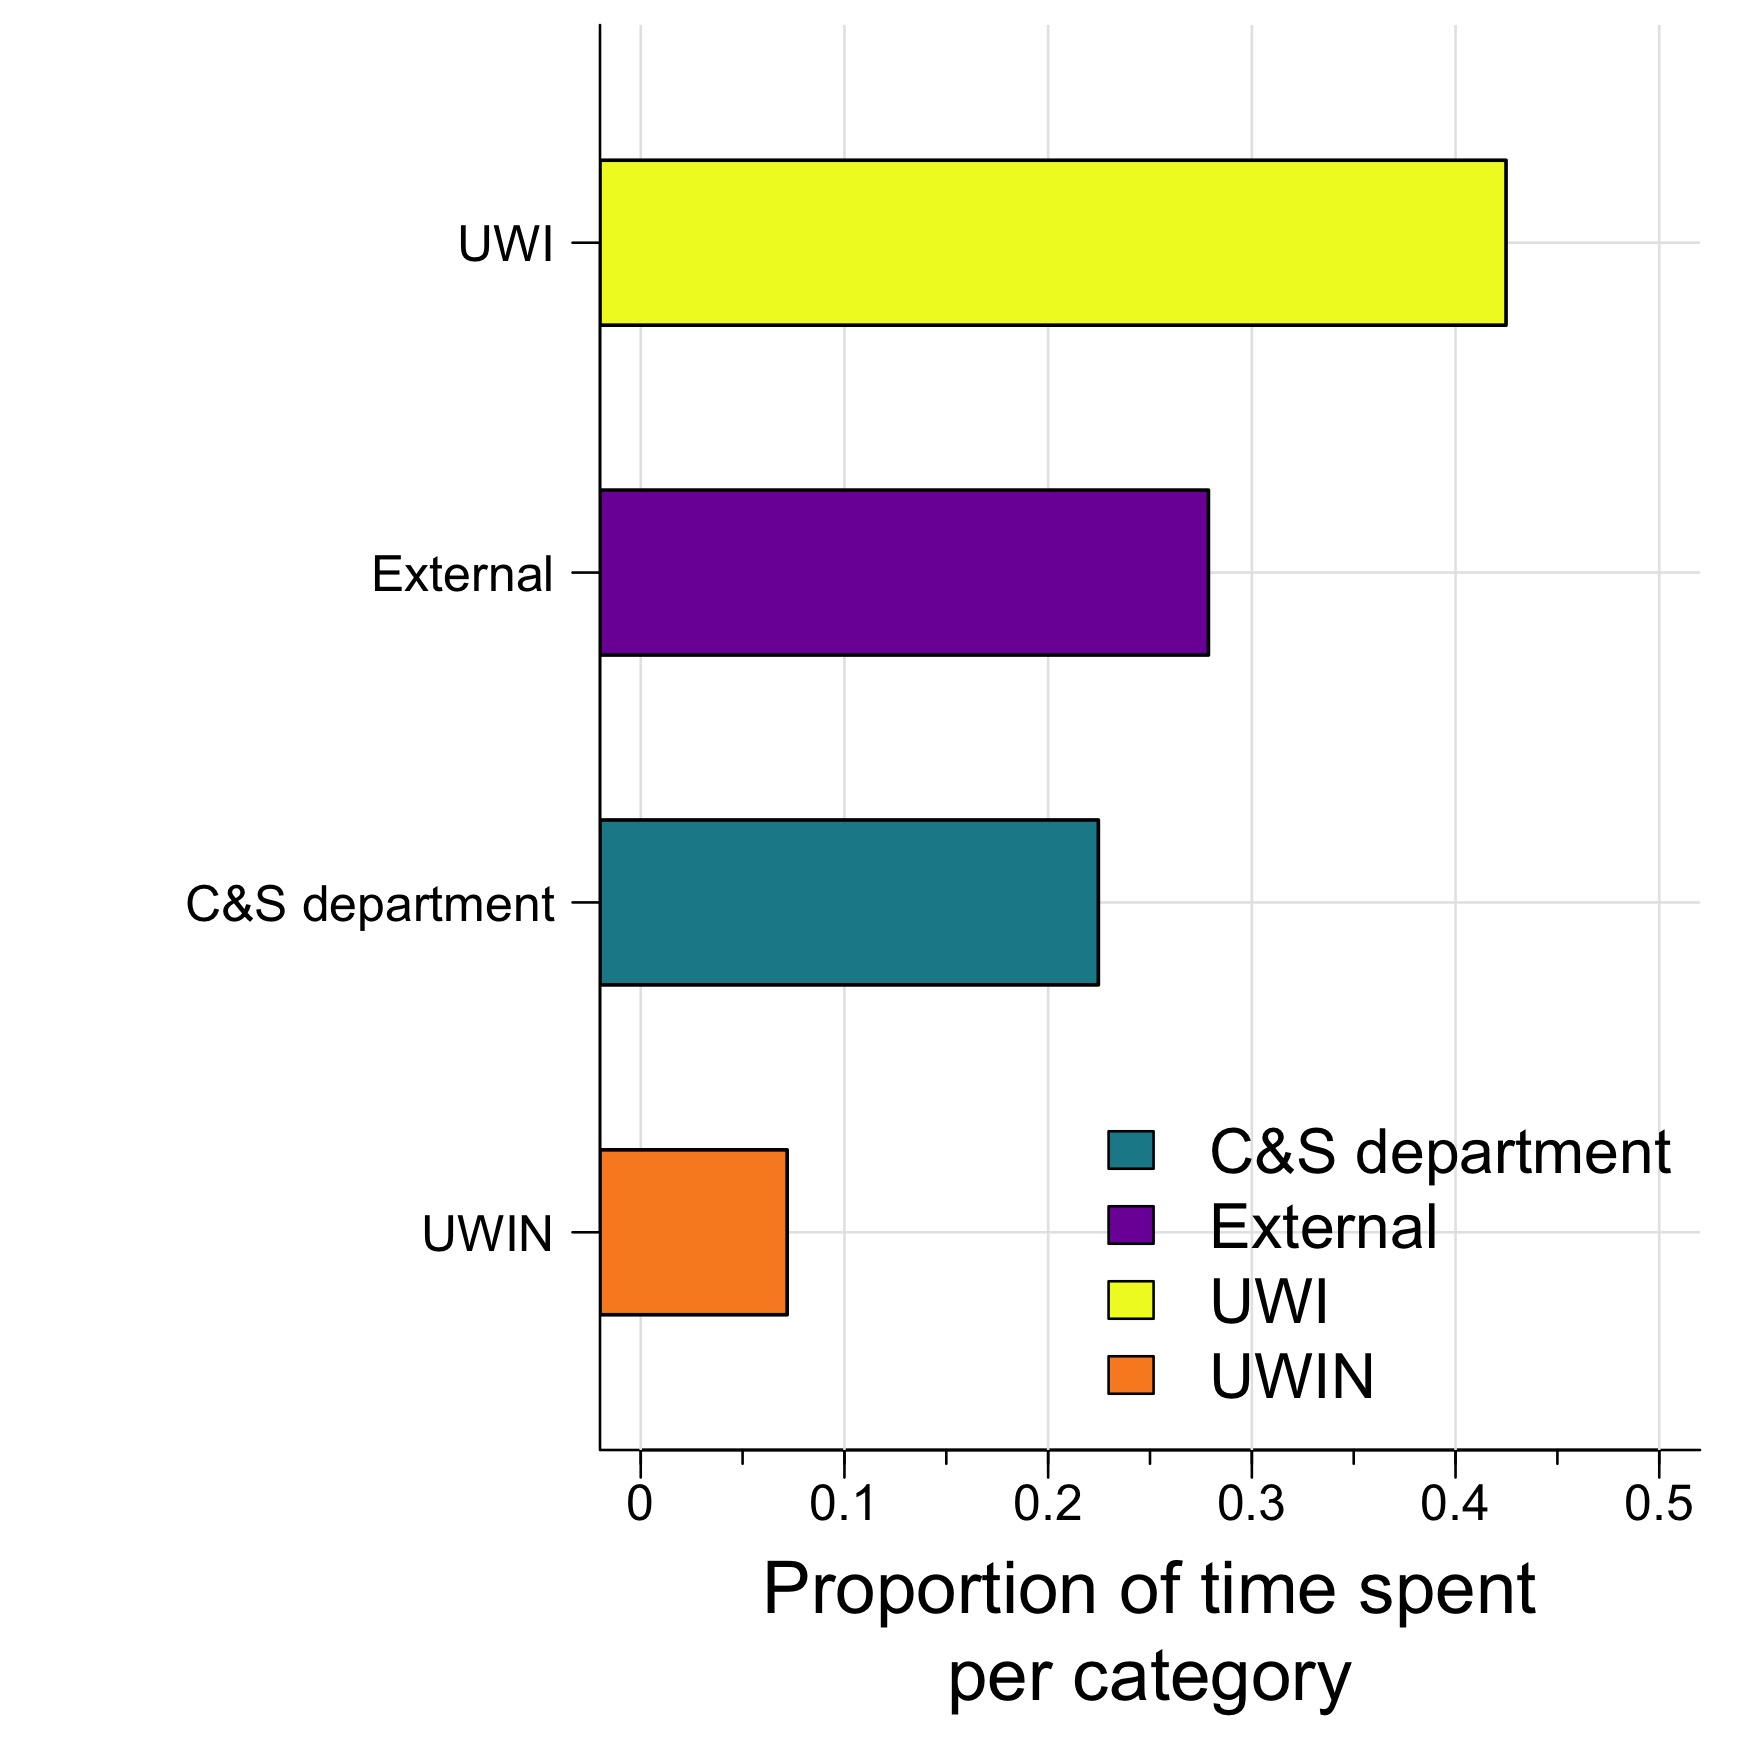 UWI
External
C&S department
UWIN
C&S department
External
UWI
UWIN
0 0.1 0.2 0.3 0.4 0.5
Proportion of time spent
per category